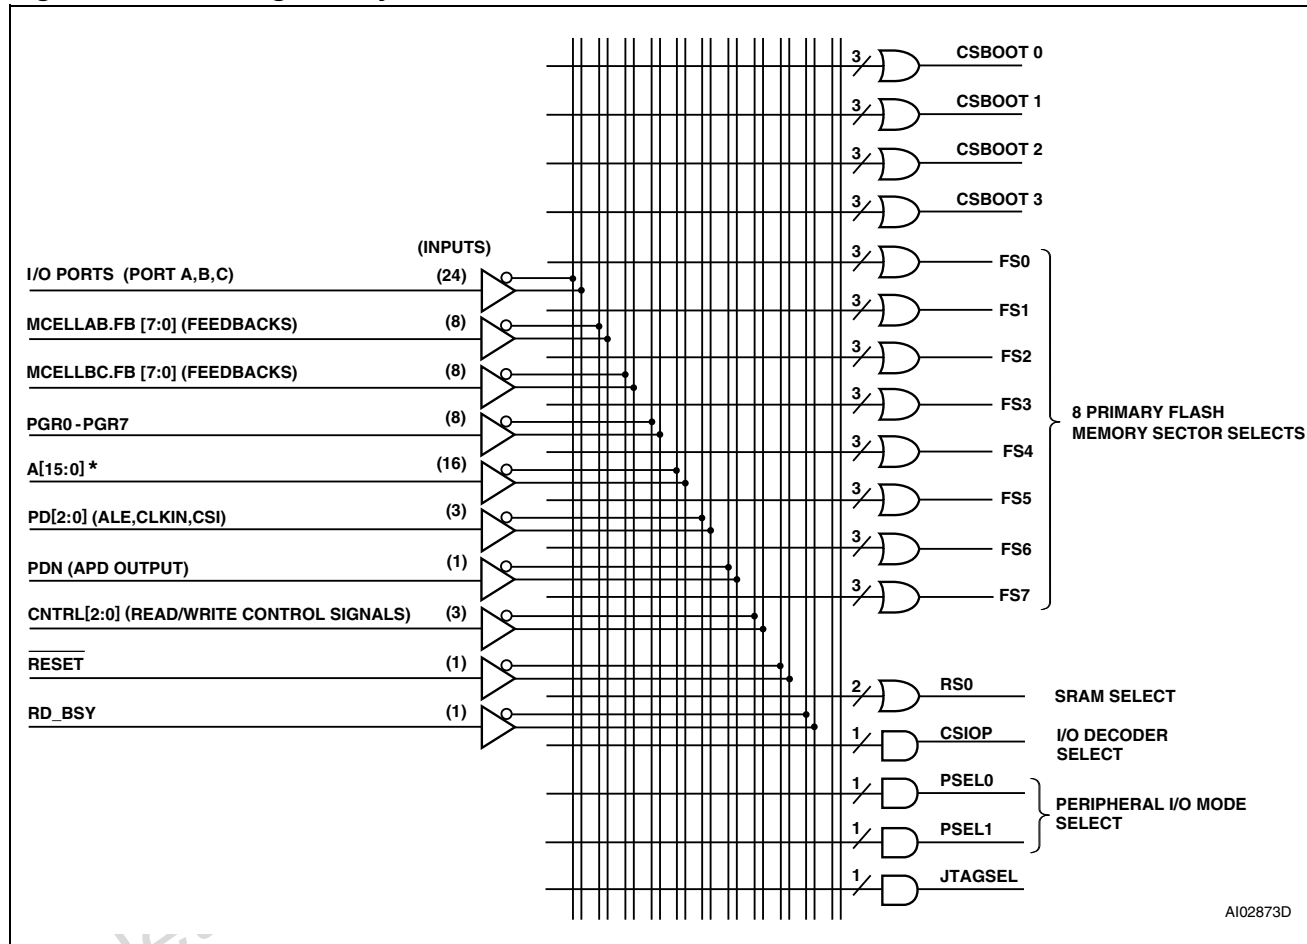 3 CSBOOT 0
3 CSBOOT 1
3 CSBOOT 2
3 CSBOOT 3
(INPUTS)
I/O PORTS (PORT A,B,C) (24)
MCELLAB.FB [7:0] (FEEDBACKS) (8)
MCELLBC.FB [7:0] (FEEDBACKS) (8)
PGR0 - PGR7 (8)
A[15:0] * (16)
PD[2:0] (ALE,CLKIN,CSI) (3)
PDN (APD OUTPUT) (1)
CNTRL[2:0] (READ/WRITE CONTROL SIGNALS) (3)
RESET (1)
RD_BSY (1)
3 FS0
3 FS1
3 FS2
3 FS3
3 FS4
3 FS5
3 FS6
3 FS7
8 PRIMARY FLASH
MEMORY SECTOR SELECTS
2 RS0 SRAM SELECT
1 CSIOP I/O DECODER
SELECT
1 PSEL0
1 PSEL1
PERIPHERAL I/O MODE
SELECT
1 JTAGSEL
AI02873D